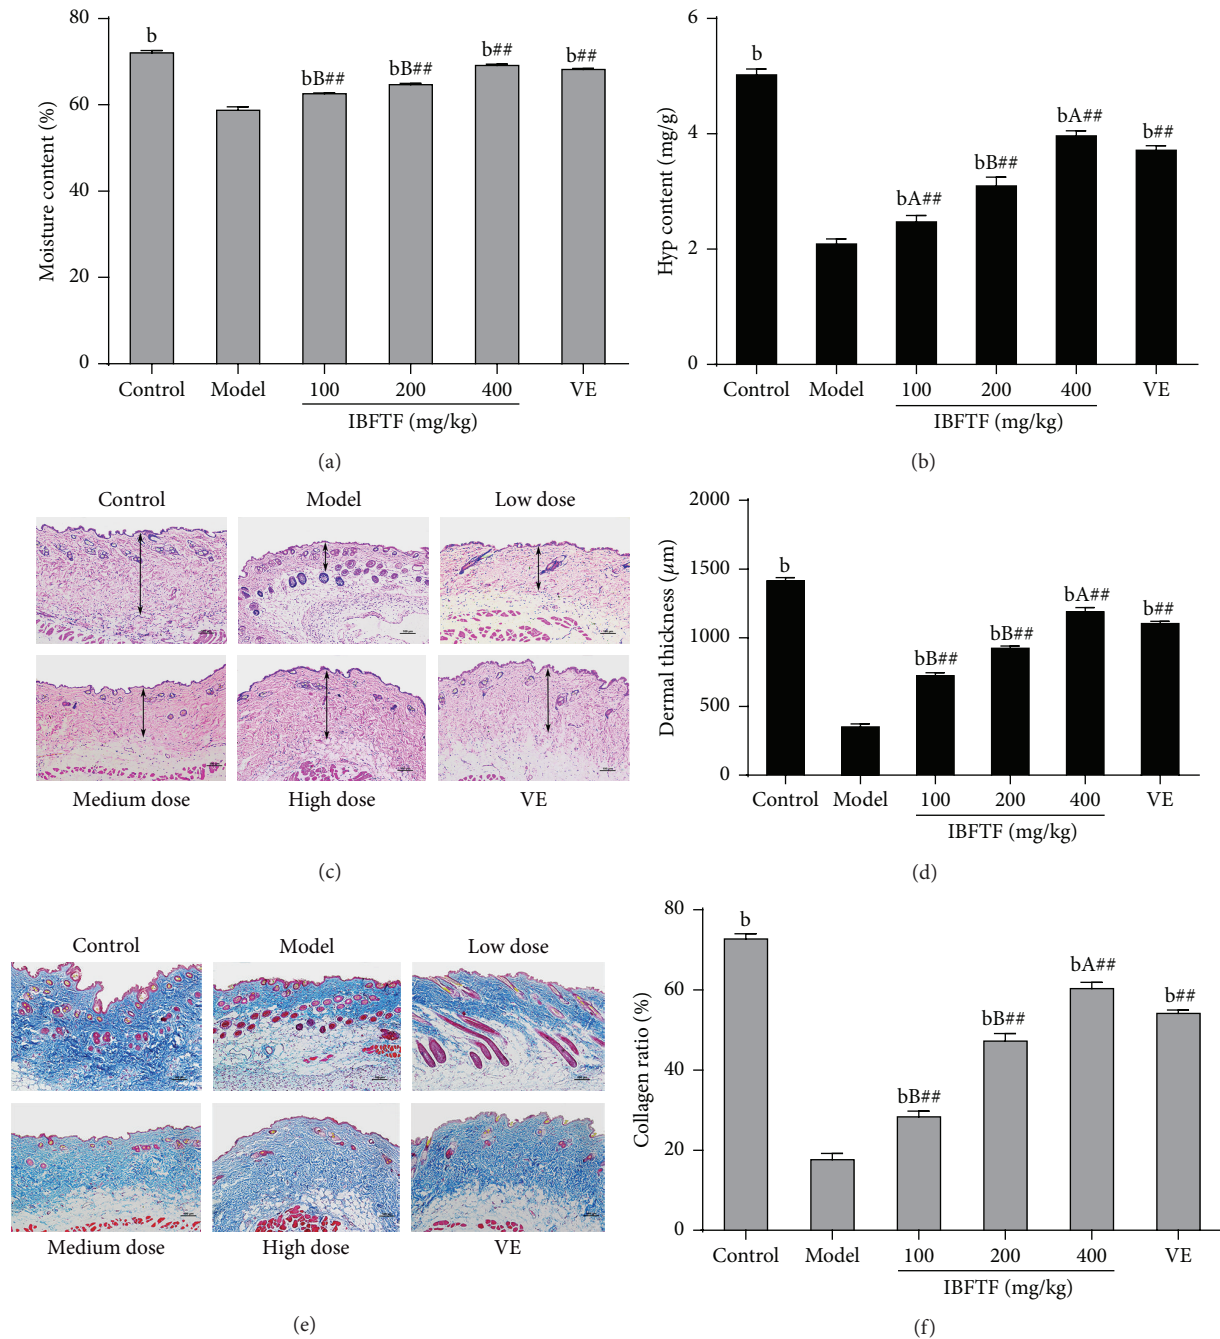 80
60
40
20
0
Moisture content (%)
b
bB##
bB##
b##
b##
Control
Model
100
200
400
VE
IBFTF (mg/kg)
(a)
6
4
2
0
Hyp content (mg/g)
b
bA##
bB##
bA##
b##
Control
Model
100
200
400
VE
IBFTF (mg/kg)
(b)
Control
Model
Low dose
Medium dose
High dose
VE
(c)
2000
1500
1000
500
0
Dermal thickness (µm)
b
bB##
bB##
bA##
b##
Control
Model
100
200
400
VE
IBFTF (mg/kg)
(d)
Control
Model
Low dose
Medium dose
High dose
VE
(e)
80
60
40
20
0
Collagen ratio (%)
b
bB##
bB##
bA##
b##
Control
Model
100
200
400
VE
IBFTF (mg/kg)
(f)